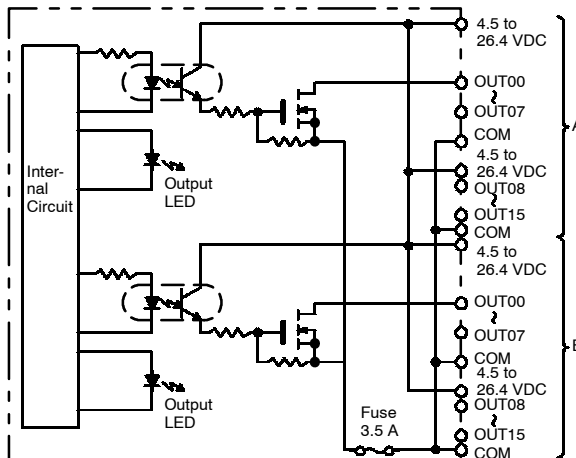 Inter-
nal
Circuit
Output
LED
Output
LED
Fuse
3.5 A
4.5 to
26.4 VDC
OUT00
~
OUT07
COM
4.5 to
26.4 VDC
OUT08
~
OUT15
COM
4.5 to
26.4 VDC
OUT00
~
OUT07
COM
4.5 to
26.4 VDC
OUT08
~
OUT15
COM
A
B